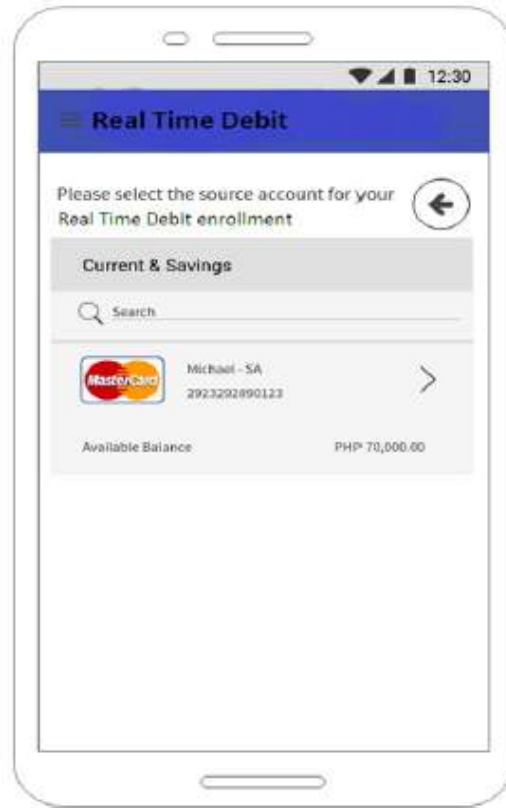 12:30
Real Time Debit
Please select the source account for your
Real Time Debit enrollment
Current & Savings
Search
MasterCard
Michael - SA
2923292890123
Available Balance PHP 70,000.00